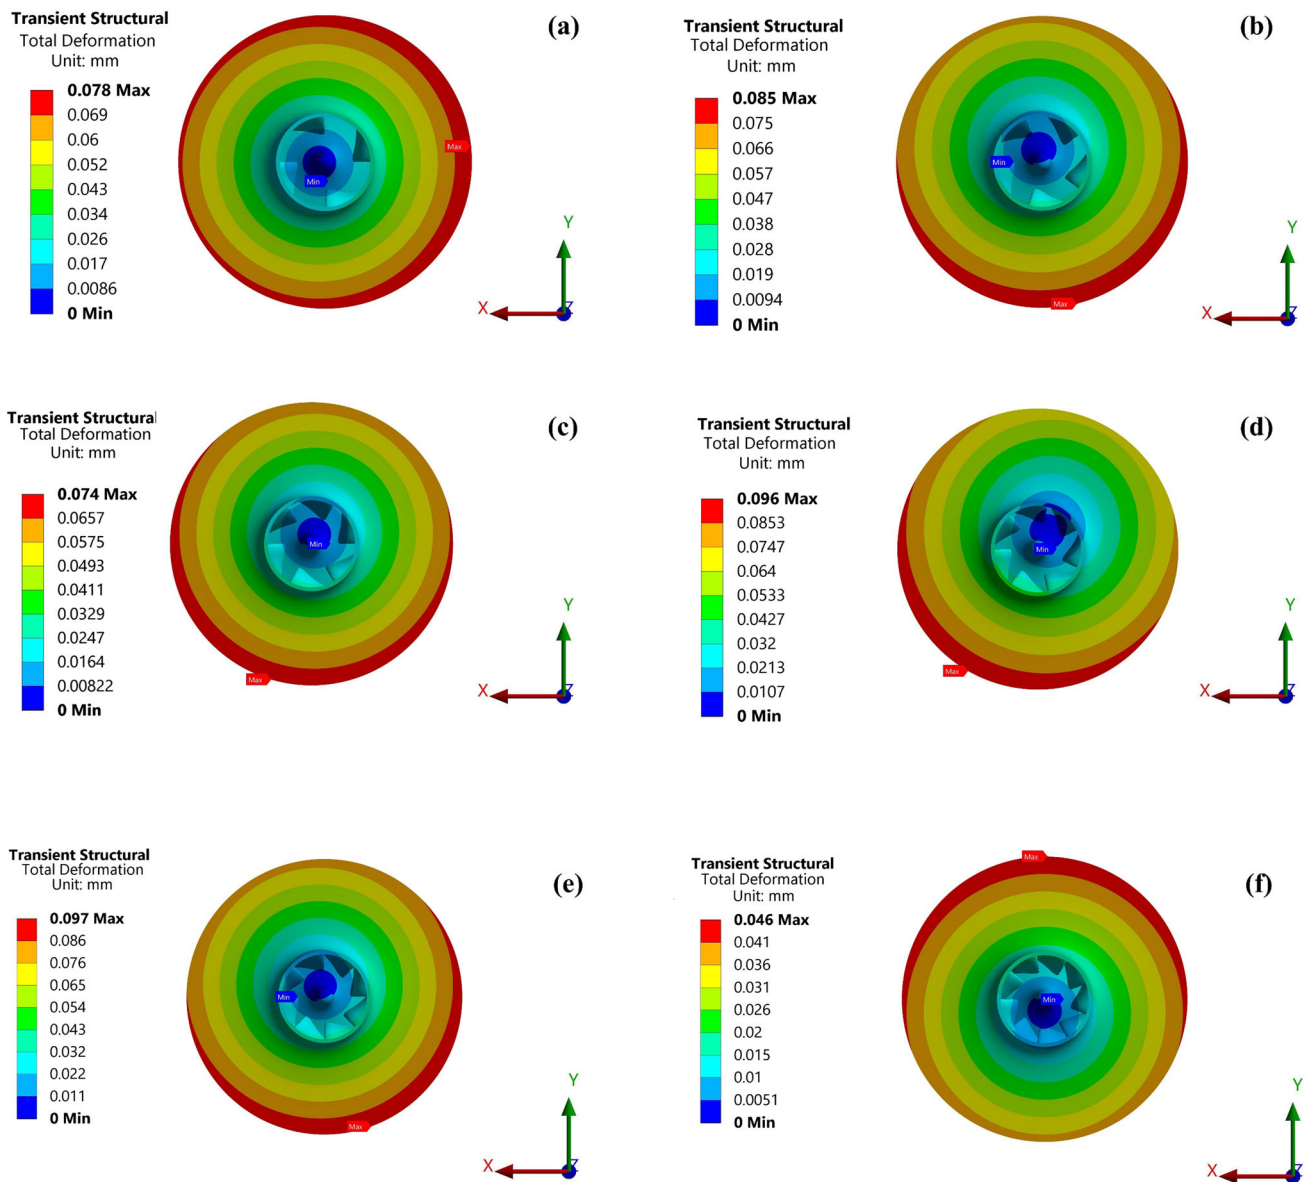 Transient Structural
Total Deformation
Unit: mm
0.078 Max
0.069
0.06
0.052
0.043
0.034
0.026
0.017
0.0086
0 Min
Max
Min
(a)
Y
X
Z
Transient Structural
Total Deformation
Unit: mm
0.085 Max
0.075
0.066
0.057
0.047
0.038
0.028
0.019
0.0094
0 Min
Min
Max
(b)
Y
X
Z
Transient Structural
Total Deformation
Unit: mm
0.074 Max
0.0657
0.0575
0.0493
0.0411
0.0329
0.0247
0.0164
0.00822
0 Min
Min
Max
(c)
Y
X
Z
Transient Structural
Total Deformation
Unit: mm
0.096 Max
0.0853
0.0747
0.064
0.0533
0.0427
0.032
0.0213
0.0107
0 Min
Min
Max
(d)
Y
X
Z
Transient Structural
Total Deformation
Unit: mm
0.097 Max
0.086
0.076
0.065
0.054
0.043
0.032
0.022
0.011
0 Min
Min
Max
(e)
Y
X
Z
Transient Structural
Total Deformation
Unit: mm
0.046 Max
0.041
0.036
0.031
0.026
0.02
0.015
0.01
0.0051
0 Min
Max
Min
(f)
Y
X
Z